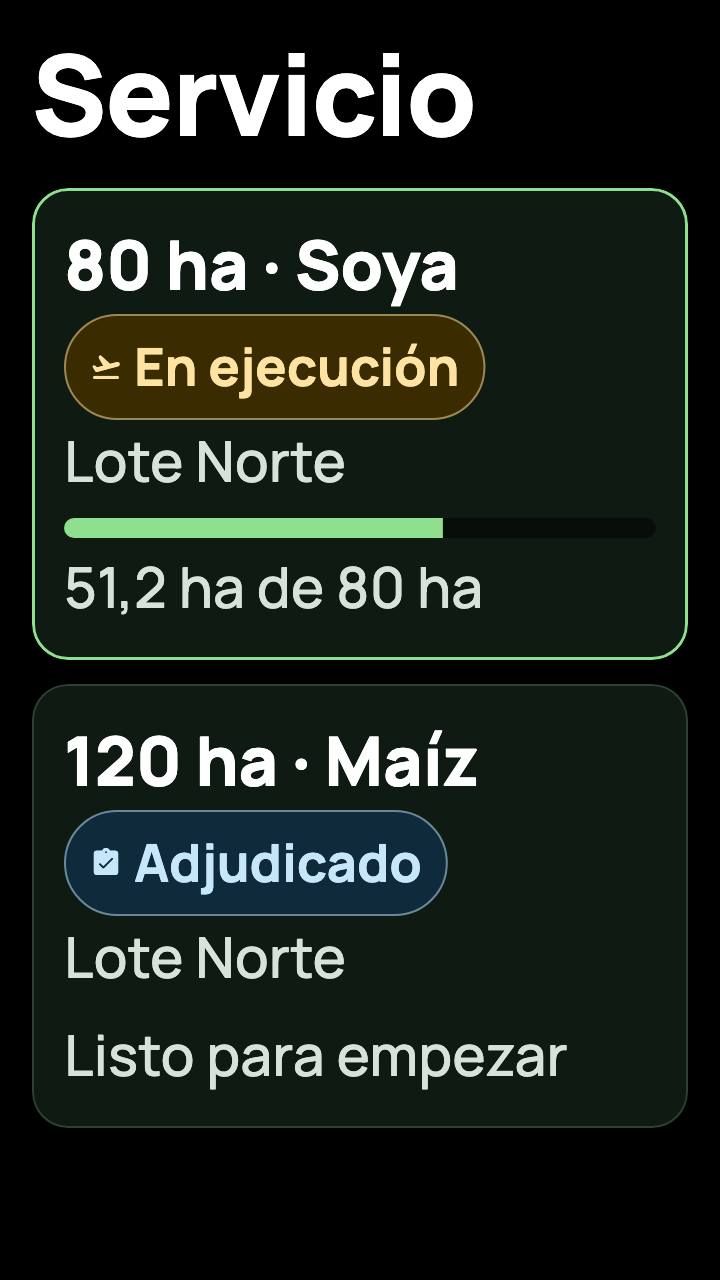 Servicio
80 ha · Soya
En ejecución
Lote Norte
51,2 ha de 80 ha
120 ha · Maíz
Adjudicado
Lote Norte
Listo para empezar